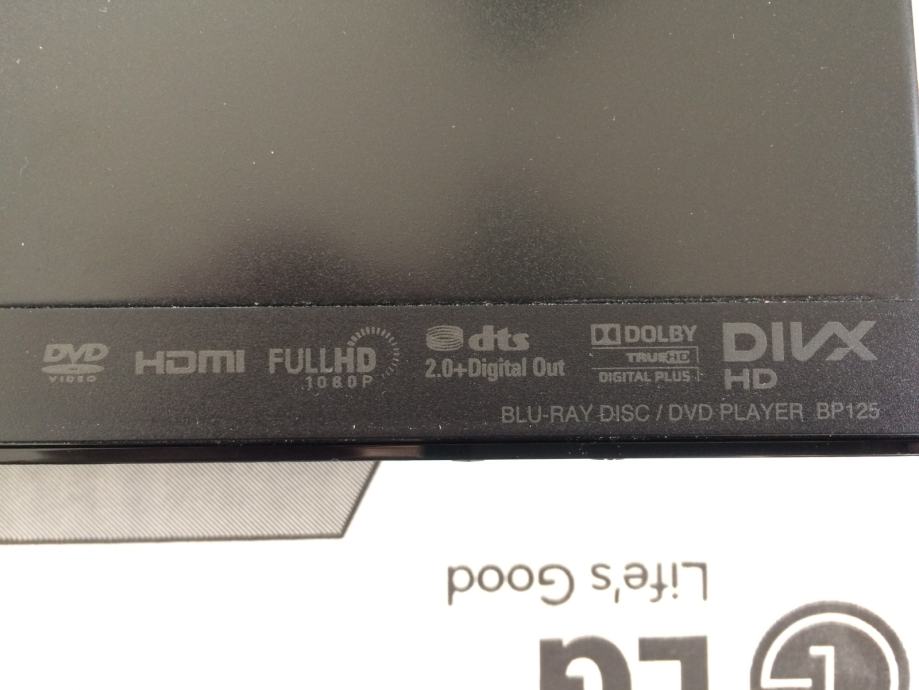 DVD
VIDEO
HDMI
FULLHD
1080P
dts
2.0+Digital Out
DOLBY
TRUEHD
DIGITAL PLUS
DIVX
HD
BLU-RAY DISC / DVD PLAYER BP125
Life's Good
LG